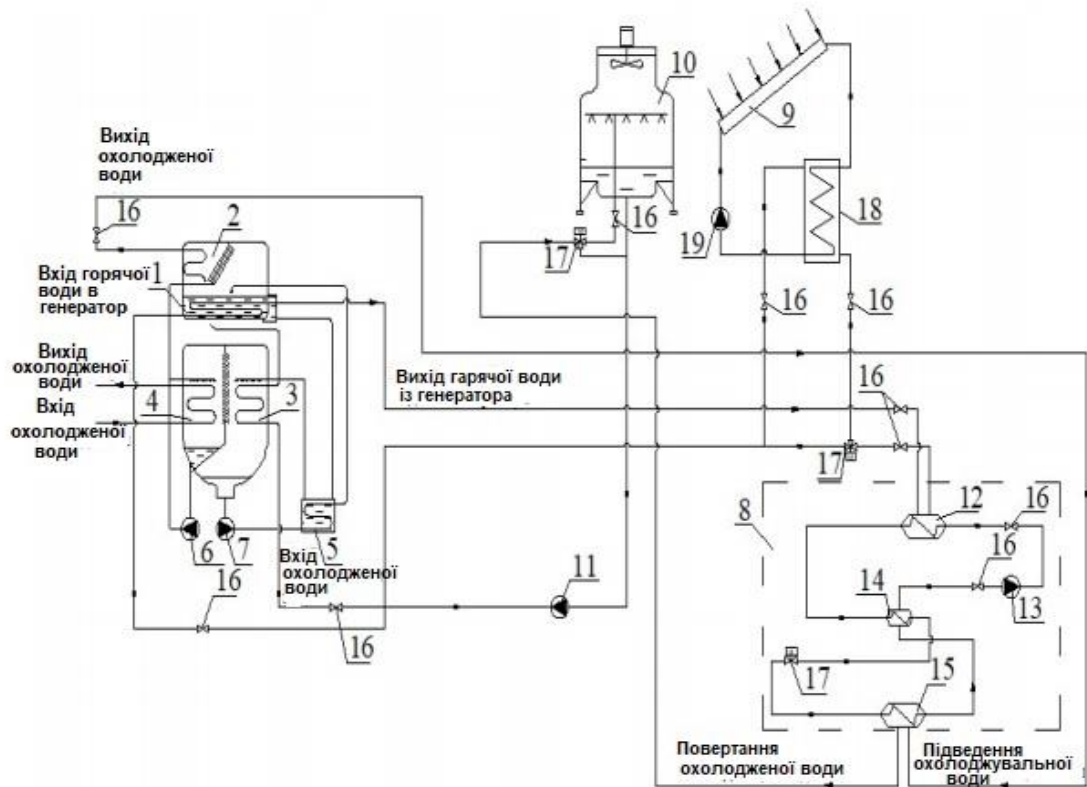 Вихід
охолодженої
води
16
2
Вхід горячої
води в
генератор
1
Вихід
охолодженої
води
Вхід
охолодженої
води
4
3
6
7
5
16
Вхід
охолодженої
води
16
11
10
16
17
9
19
18
16
16
Вихід гарячої води
із генератора
16
17
8
12
16
16
14
13
17
15
Повертання
охолодженої води
Підведення
охолоджувальної
води